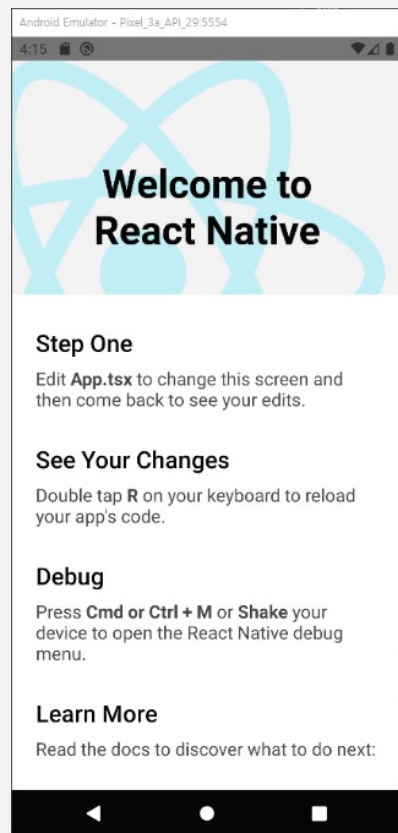 Android Emulator - Pixel_3a_API_29:5554
4:15
Welcome to
React Native
Step One
Edit App.tsx to change this screen and
then come back to see your edits.
See Your Changes
Double tap R on your keyboard to reload
your app's code.
Debug
Press Cmd or Ctrl + M or Shake your
device to open the React Native debug
menu.
Learn More
Read the docs to discover what to do next: